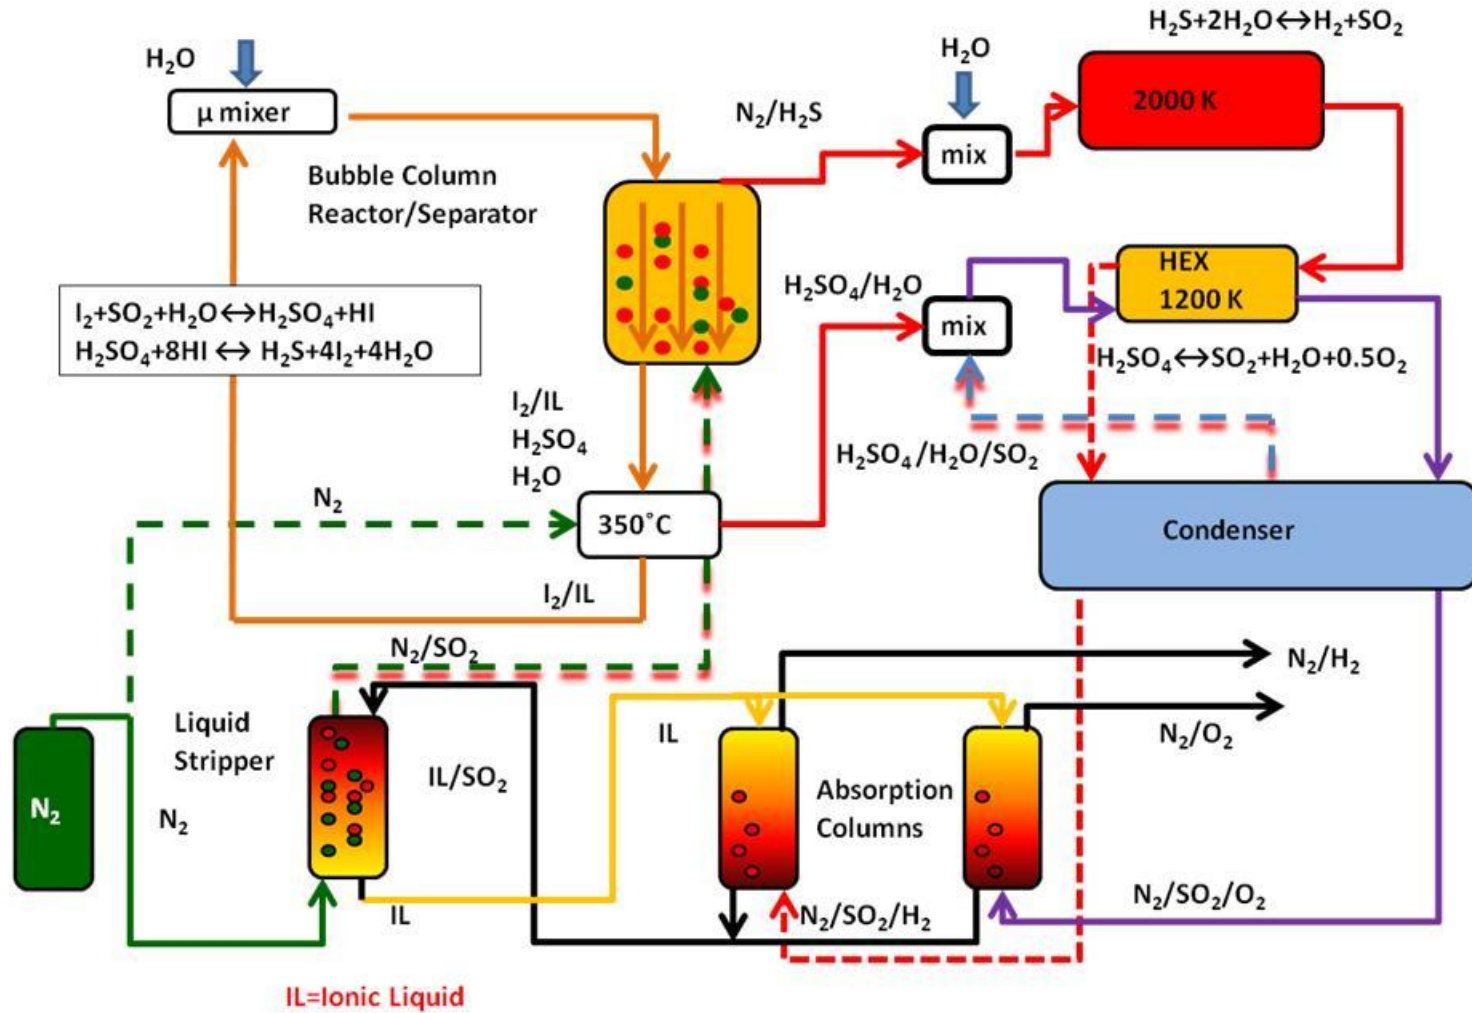 H₂S+2H₂O↔H₂+SO₂
H₂O
H₂O
µ mixer
N₂/H₂S
2000 K
mix
Bubble Column
Reactor/Separator
HEX
1200 K
H₂SO₄/H₂O
mix
I₂+SO₂+H₂O↔H₂SO₄+HI
H₂SO₄+8HI ↔ H₂S+4I₂+4H₂O
H₂SO₄↔SO₂+H₂O+0.5O₂
I₂/IL
H₂SO₄
H₂O
H₂SO₄/H₂O/SO₂
N₂
350˚C
Condenser
I₂/IL
N₂/SO₂
N₂/H₂
Liquid
Stripper
IL
N₂/O₂
IL/SO₂
Absorption
Columns
N₂
N₂
IL
N₂/SO₂/H₂
N₂/SO₂/O₂
IL=Ionic Liquid